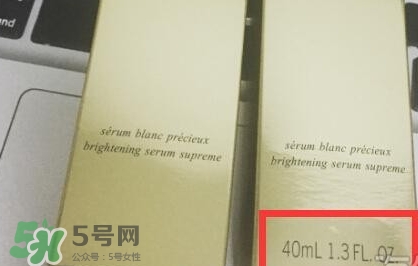 sérum blanc précieux
brightening serum supreme
sérum blanc précieux
brightening serum supreme
40mL 1.3 FL. OZ.
5号网
公众号：5号女性